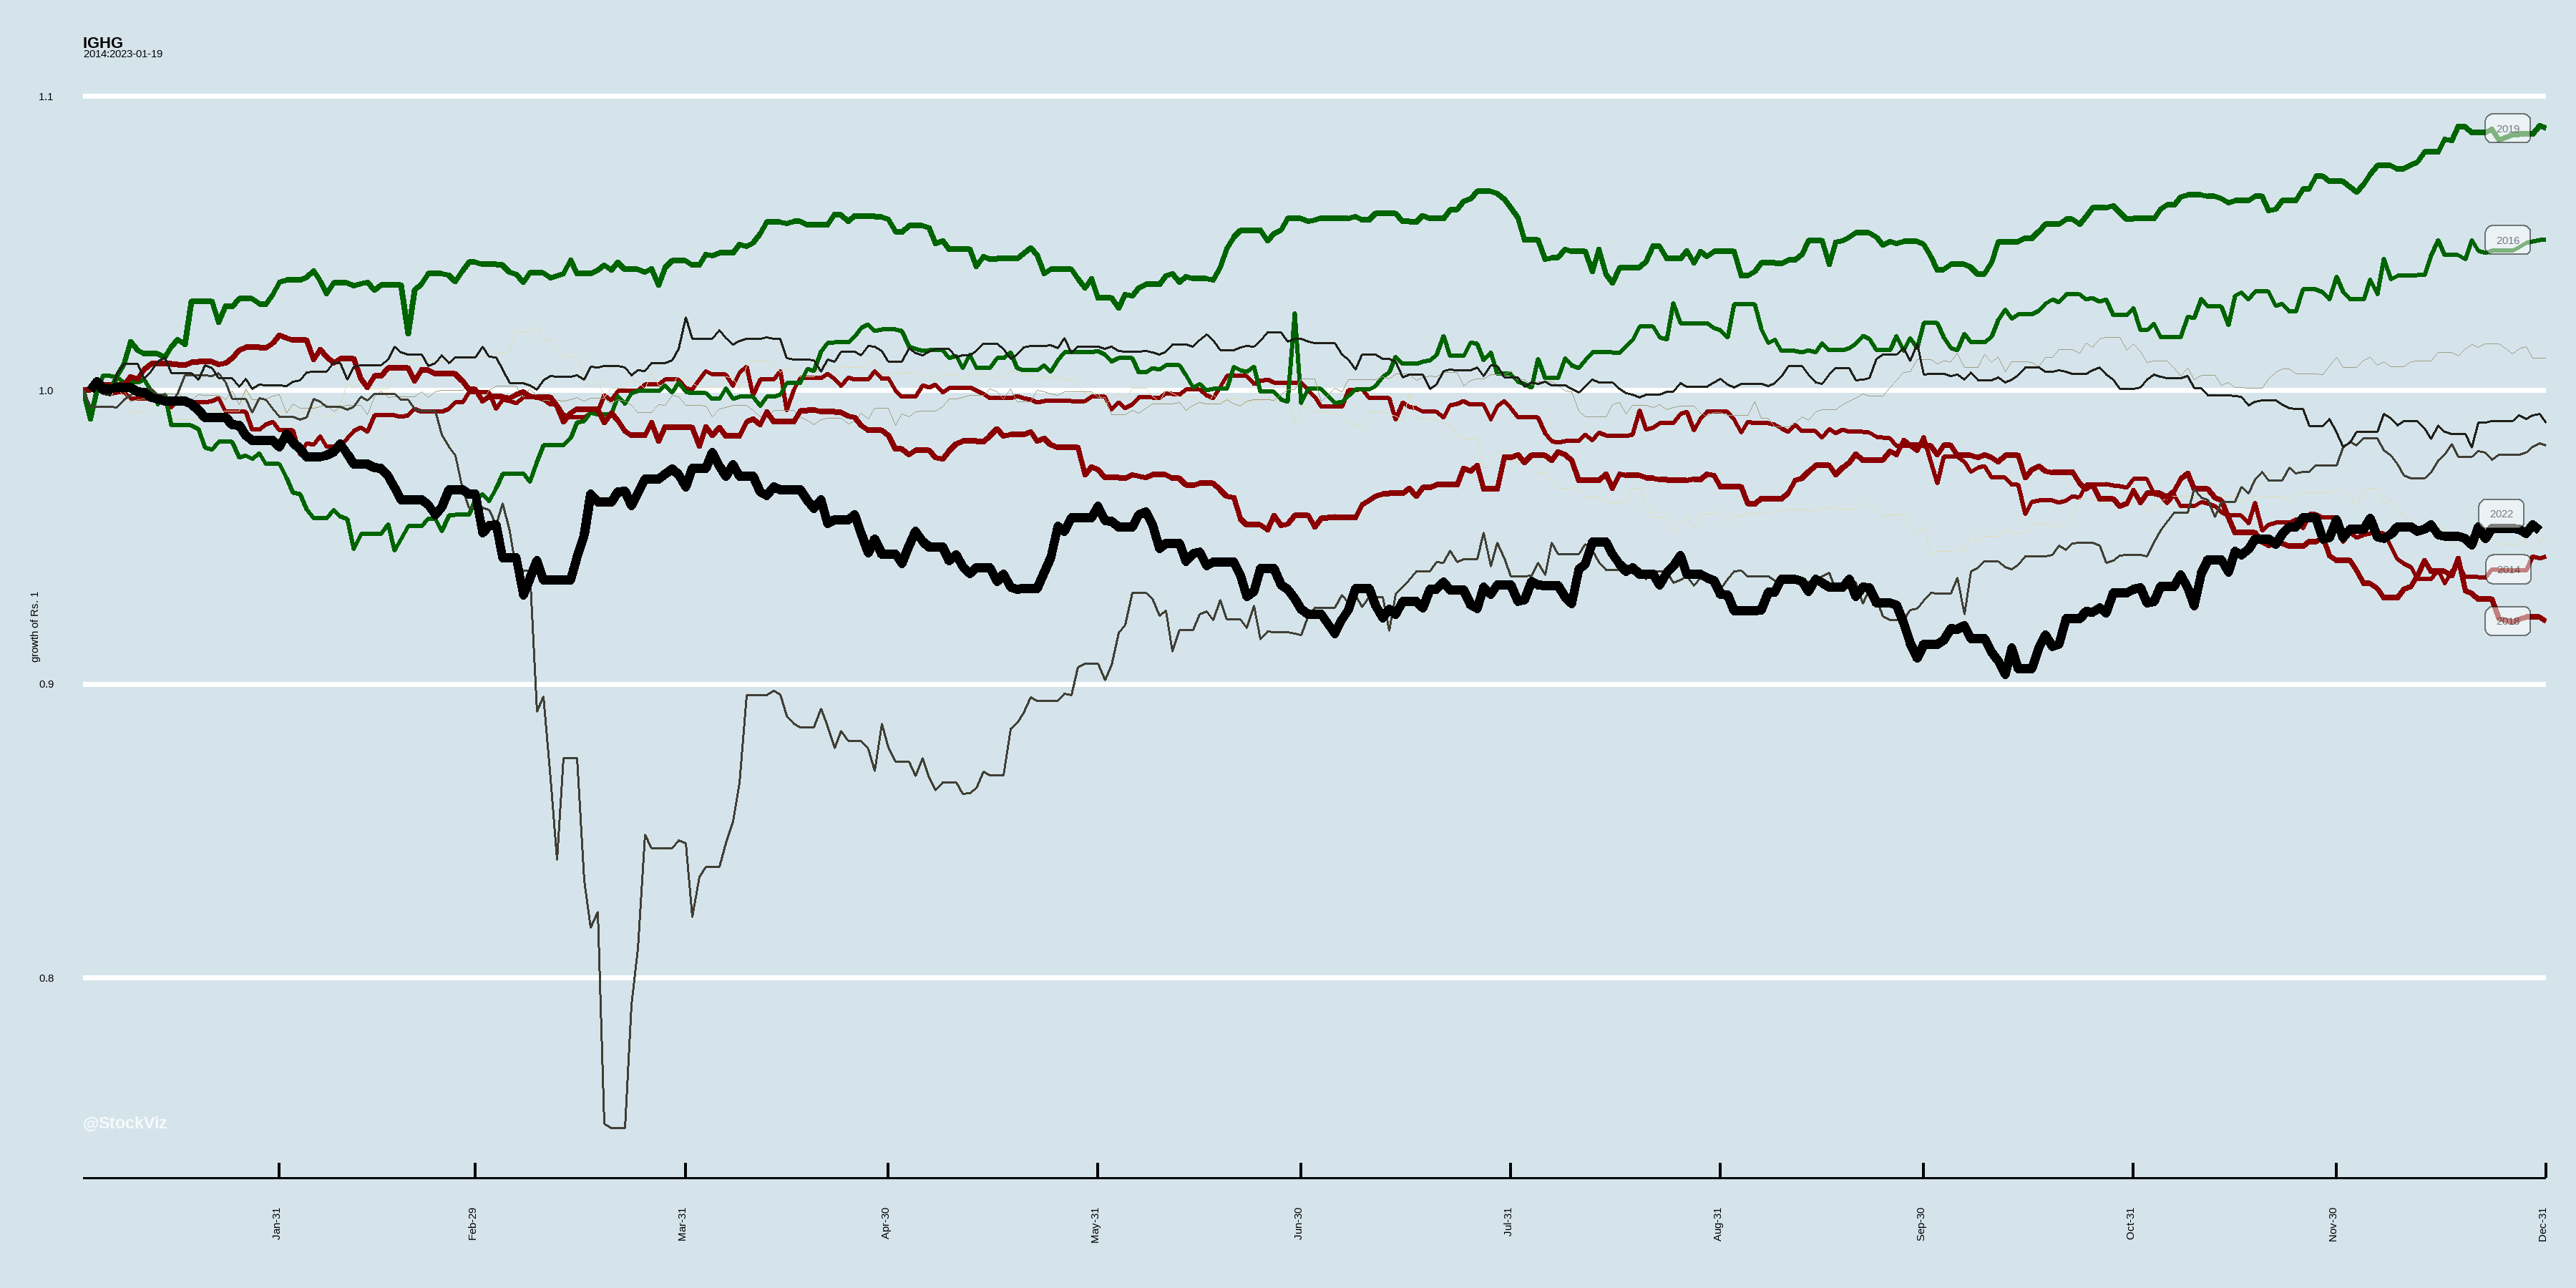 IGHG
2014:2023-01-19
1.1
1.0
0.9
0.8
growth of Rs. 1
2019
2016
2022
2014
2018
@StockViz
Jan-31
Feb-29
Mar-31
Apr-30
May-31
Jun-30
Jul-31
Aug-31
Sep-30
Oct-31
Nov-30
Dec-31